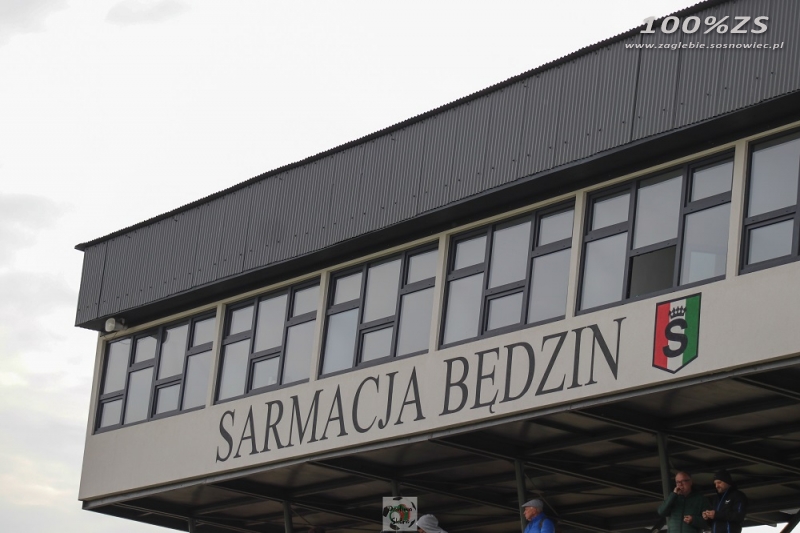 100%ZS
www.zaglebie.sosnowiec.pl
SARMACJA BĘDZIN
S